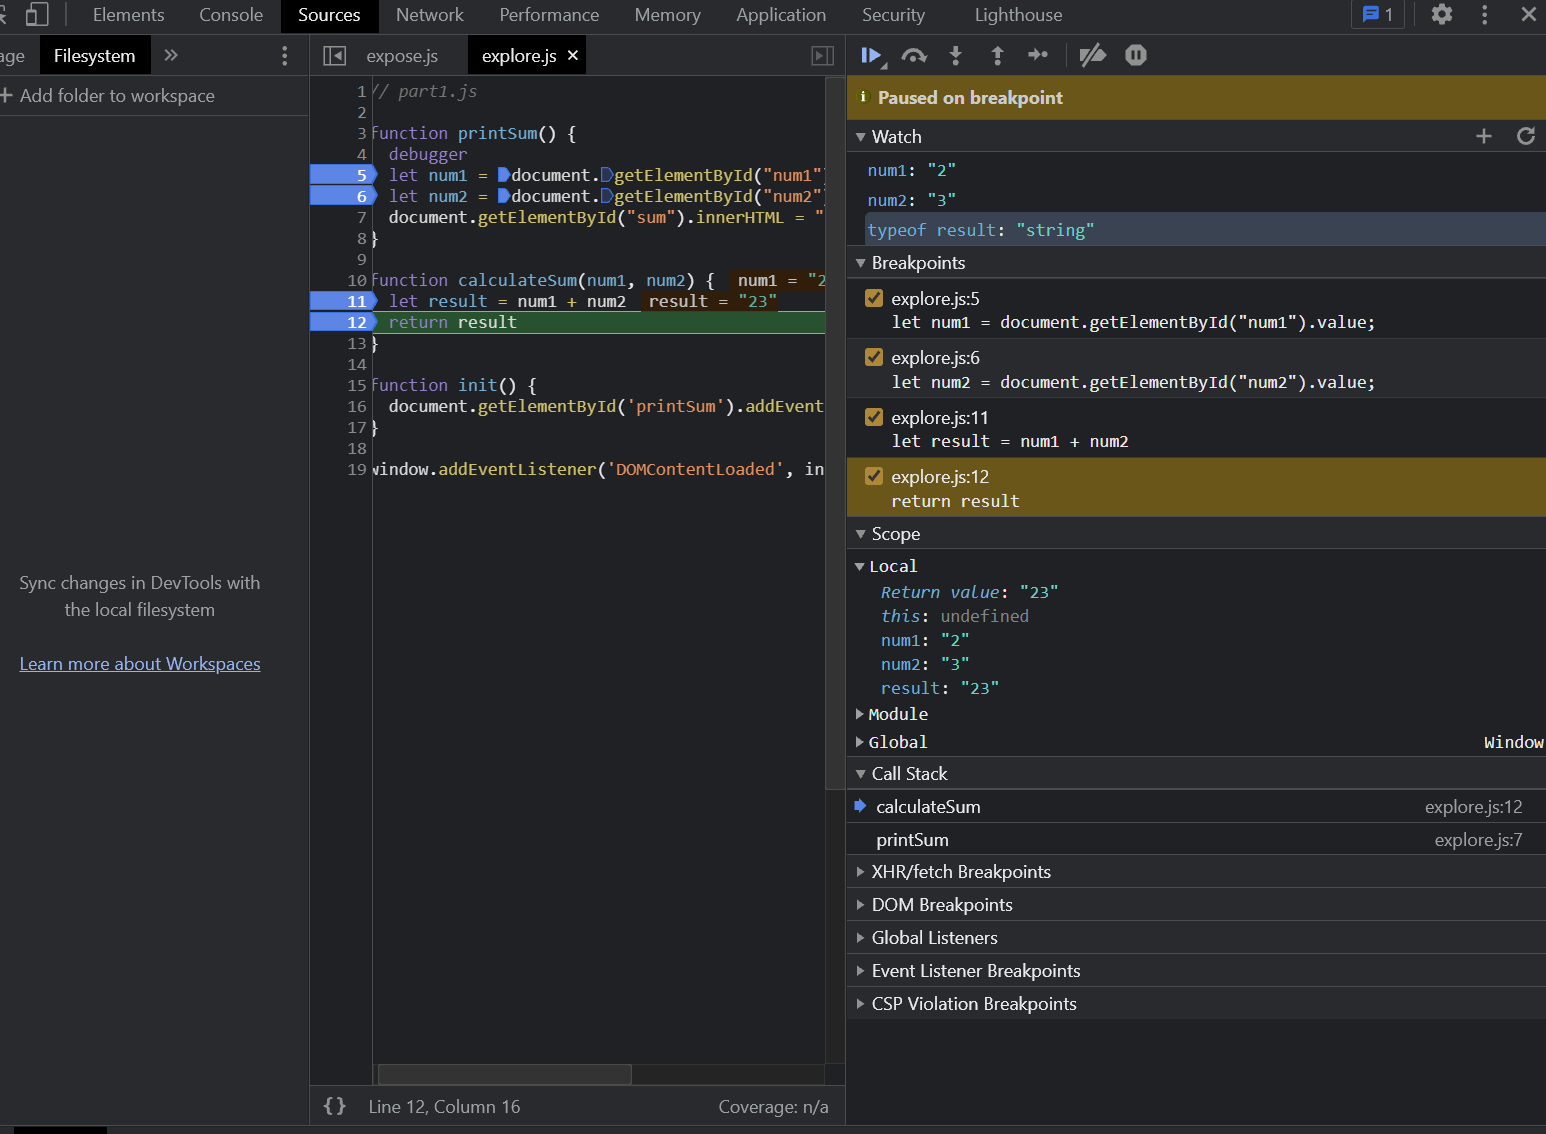 Elements Console Sources Network Performance Memory Application Security Lighthouse 1
age Filesystem »
+ Add folder to workspace
Sync changes in DevTools with
the local filesystem
Learn more about Workspaces
expose.js explore.js ×
1 // part1.js
2
3 function printSum() {
4 debugger
5 let num1 = document.getElementById("num1")
6 let num2 = document.getElementById("num2")
7 document.getElementById("sum").innerHTML = "
8 }
9
10 function calculateSum(num1, num2) { num1 = "2
11 let result = num1 + num2 result = "23"
12 return result
13 }
14
15 function init() {
16 document.getElementById('printSum').addEvent
17 }
18
19 window.addEventListener('DOMContentLoaded', in
{} Line 12, Column 16 Coverage: n/a
Paused on breakpoint
Watch
num1: "2"
num2: "3"
typeof result: "string"
Breakpoints
explore.js:5
let num1 = document.getElementById("num1").value;
explore.js:6
let num2 = document.getElementById("num2").value;
explore.js:11
let result = num1 + num2
explore.js:12
return result
Scope
Local
Return value: "23"
this: undefined
num1: "2"
num2: "3"
result: "23"
Module
Global Window
Call Stack
calculateSum explore.js:12
printSum explore.js:7
XHR/fetch Breakpoints
DOM Breakpoints
Global Listeners
Event Listener Breakpoints
CSP Violation Breakpoints